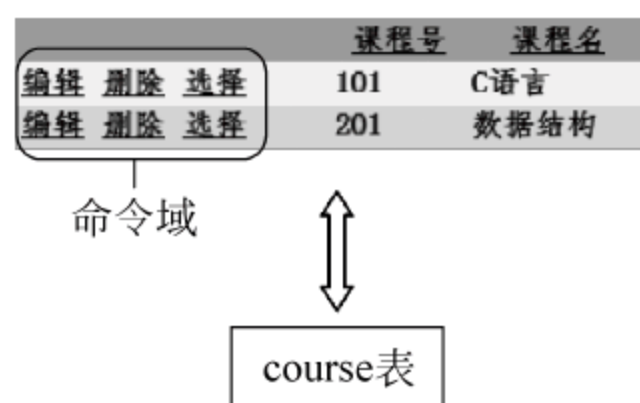 课程号 课程名
编辑 删除 选择 101 C语言
编辑 删除 选择 201 数据结构
命令域
course表